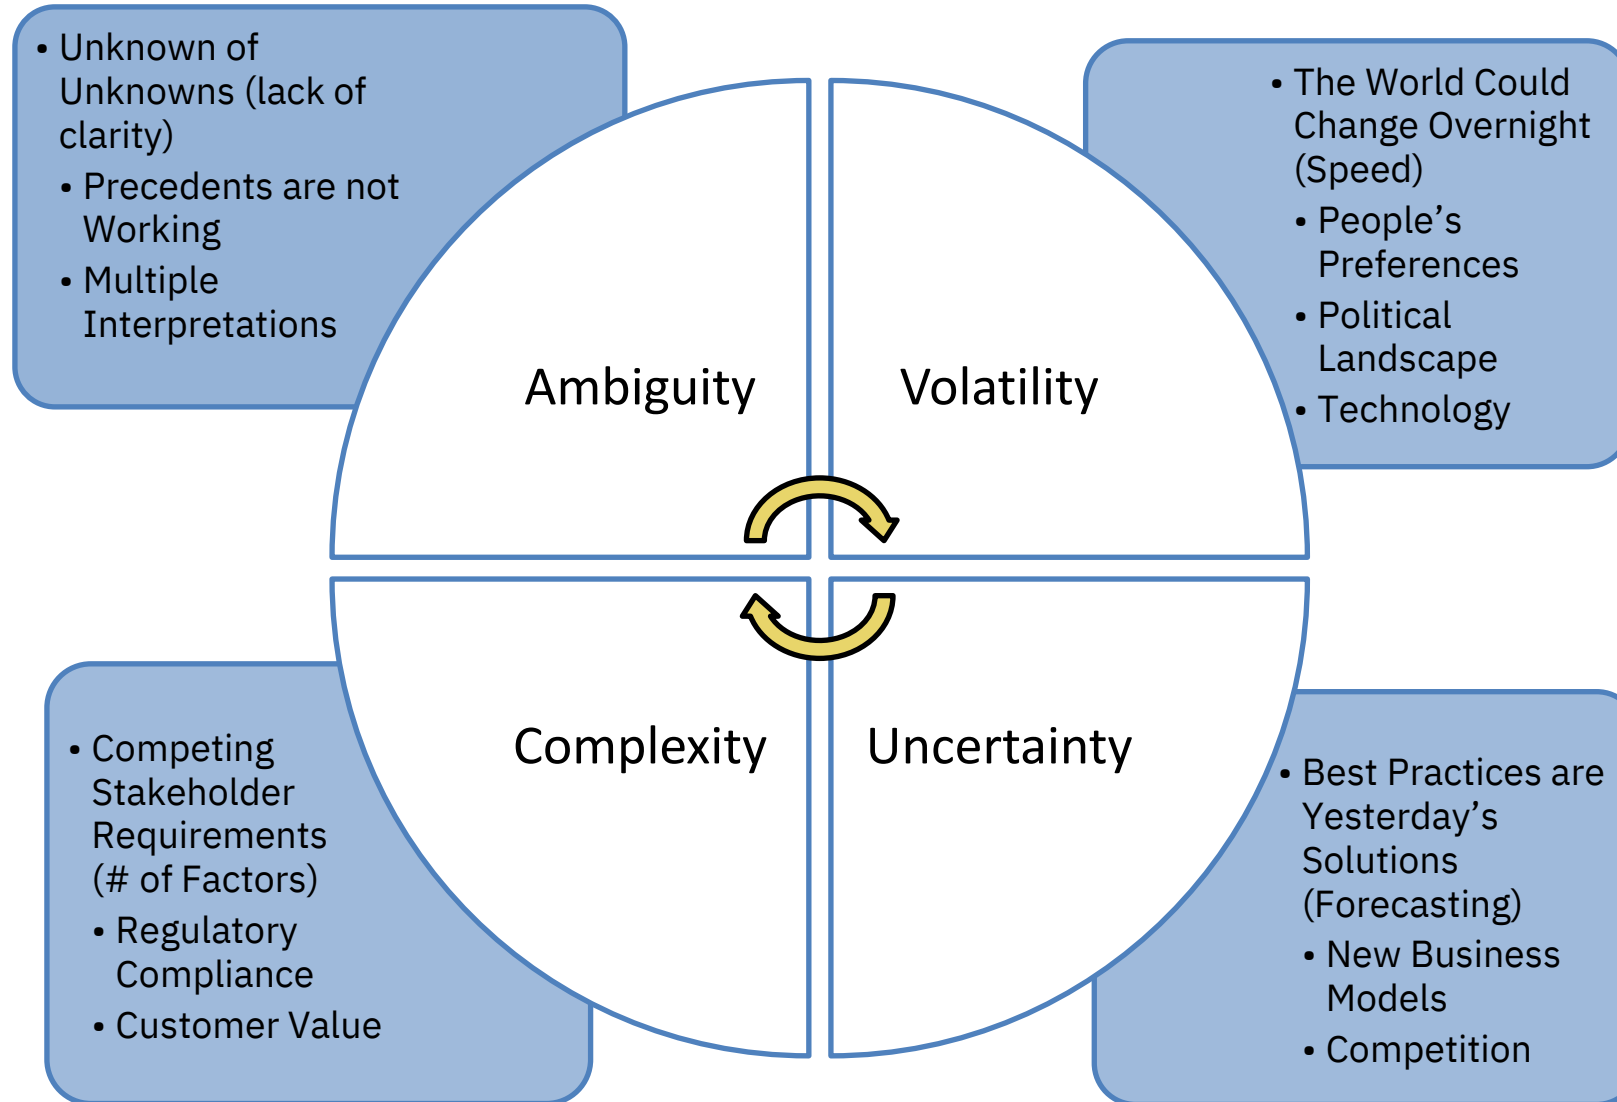 • Unknown of
Unknowns (lack of
clarity)
• Precedents are not
Working
• Multiple
Interpretations
• The World Could
Change Overnight
(Speed)
• People’s
Preferences
• Political
Landscape
• Technology
Ambiguity
Volatility
Complexity
Uncertainty
• Competing
Stakeholder
Requirements
(# of Factors)
• Regulatory
Compliance
• Customer Value
• Best Practices are
Yesterday’s
Solutions
(Forecasting)
• New Business
Models
• Competition